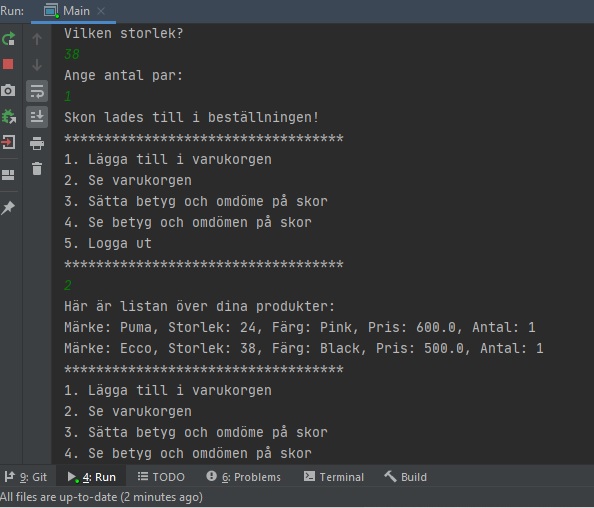 Run: Main
Vilken storlek?
38
Ange antal par:
1
Skon lades till i beställningen!
**********************************
1. Lägga till i varukorgen
2. Se varukorgen
3. Sätta betyg och omdöme på skor
4. Se betyg och omdömen på skor
5. Logga ut
**********************************
2
Här är listan över dina produkter:
Märke: Puma, Storlek: 24, Färg: Pink, Pris: 600.0, Antal: 1
Märke: Ecco, Storlek: 38, Färg: Black, Pris: 500.0, Antal: 1
**********************************
1. Lägga till i varukorgen
2. Se varukorgen
3. Sätta betyg och omdöme på skor
4. Se betyg och omdömen på skor
9: Git 4: Run TODO 6: Problems Terminal Build
All files are up-to-date (2 minutes ago)